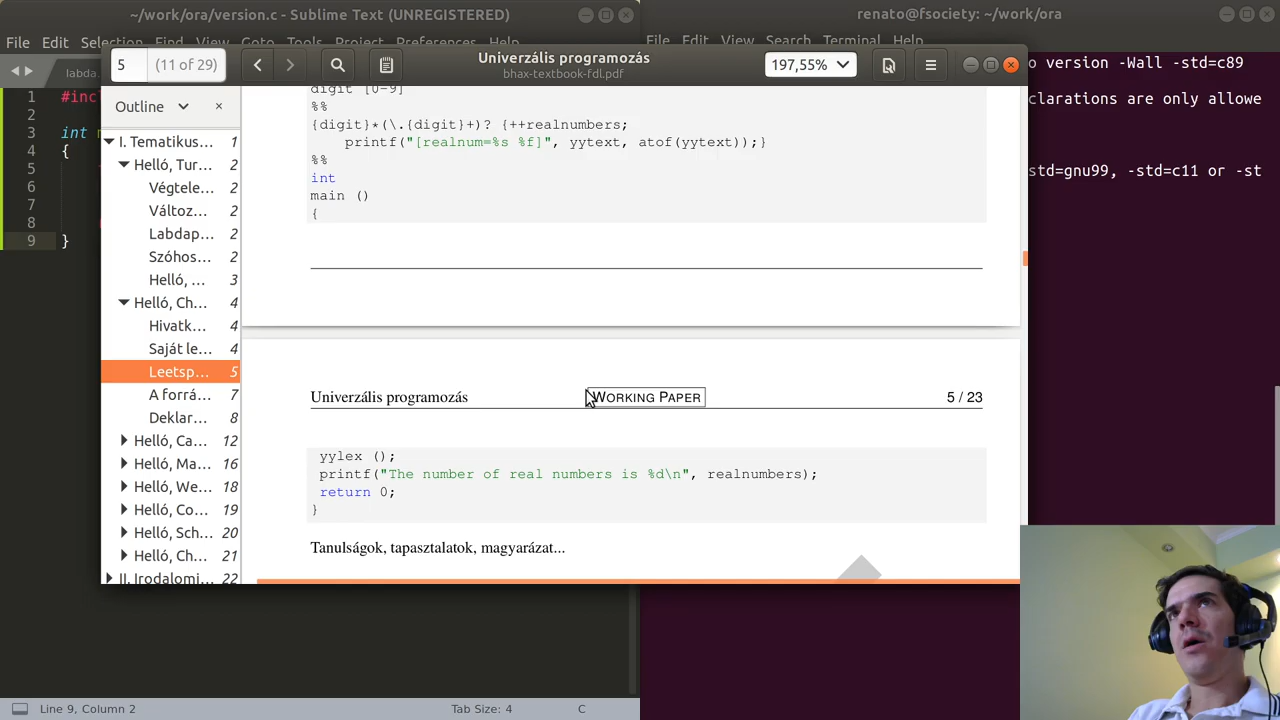 ~/work/ora/version.c - Sublime Text (UNREGISTERED)
renato@fsociety: ~/work/ora
File Edit Selection Find View Goto Tools Project Preferences Help
File Edit View Search Terminal Help
5 (11 of 29)
Univerzális programozás
bhax-textbook-fdl.pdf
197,55%
labda.
1 #inc
2
3 int
4 {
5
6
7
8
9 }
o version -Wall -std=c89
clarations are only allowe
std=gnu99, -std=c11 or -st
Outline
I. Tematikus... 1
Helló, Tur... 2
Végtele... 2
Változ... 2
Labdap... 2
Szóhos... 2
Helló, ... 3
Helló, Ch... 4
Hivatk... 4
Saját le... 4
Leetsp... 5
A forrá... 7
Deklar... 8
Helló, Ca... 12
Helló, Ma... 16
Helló, We... 18
Helló, Co... 19
Helló, Sch... 20
Helló, Ch... 21
II. Irodalomi... 22
digit [0-9]
%%
{digit}*(\.{digit}+)? {++realnumbers;
printf("[realnum=%s %f]", yytext, atof(yytext));}
%%
int
main ()
{
Univerzális programozás
WORKING PAPER
5 / 23
yylex ();
printf("The number of real numbers is %d\n", realnumbers);
return 0;
}
Tanulságok, tapasztalatok, magyarázat...
Line 9, Column 2
Tab Size: 4
C